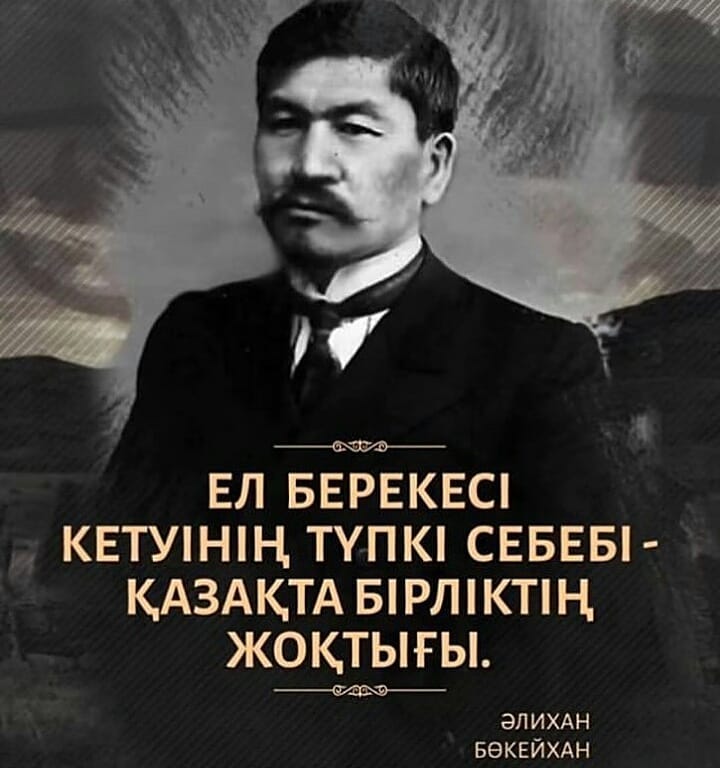 ЕЛ БЕРЕКЕСІ
КЕТУІНІҢ ТҮПКІ СЕБЕБІ -
ҚАЗАҚТА БІРЛІКТІҢ
ЖОҚТЫҒЫ.
ӘЛИХАН
БӨКЕЙХАН